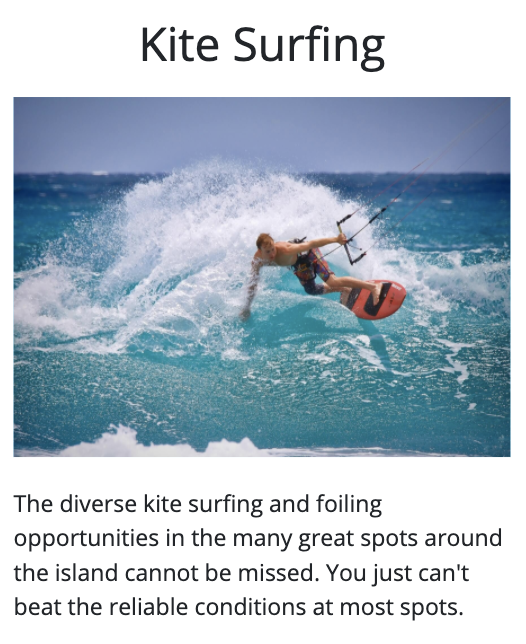 Kite Surfing
The diverse kite surfing and foiling
opportunities in the many great spots around
the island cannot be missed. You just can't
beat the reliable conditions at most spots.